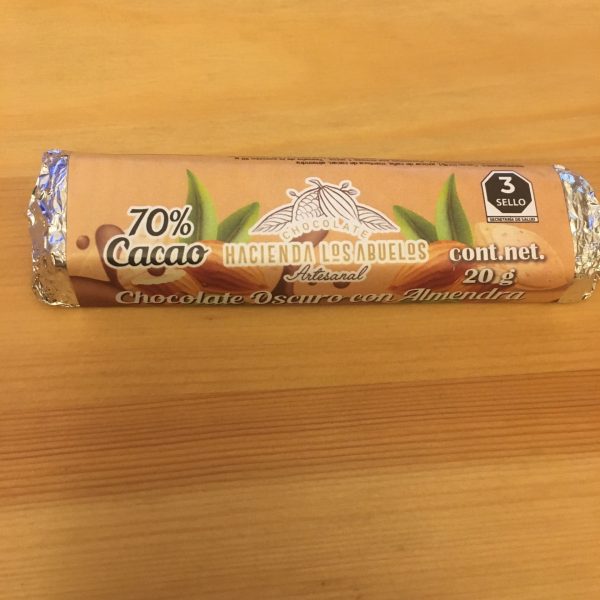 70%
Cacao
CHOCOLATE
HACIENDA LOS ABUELOS
Artesanal
Chocolate Oscuro con Almendra
3
SELLO
cont.net.
20 g